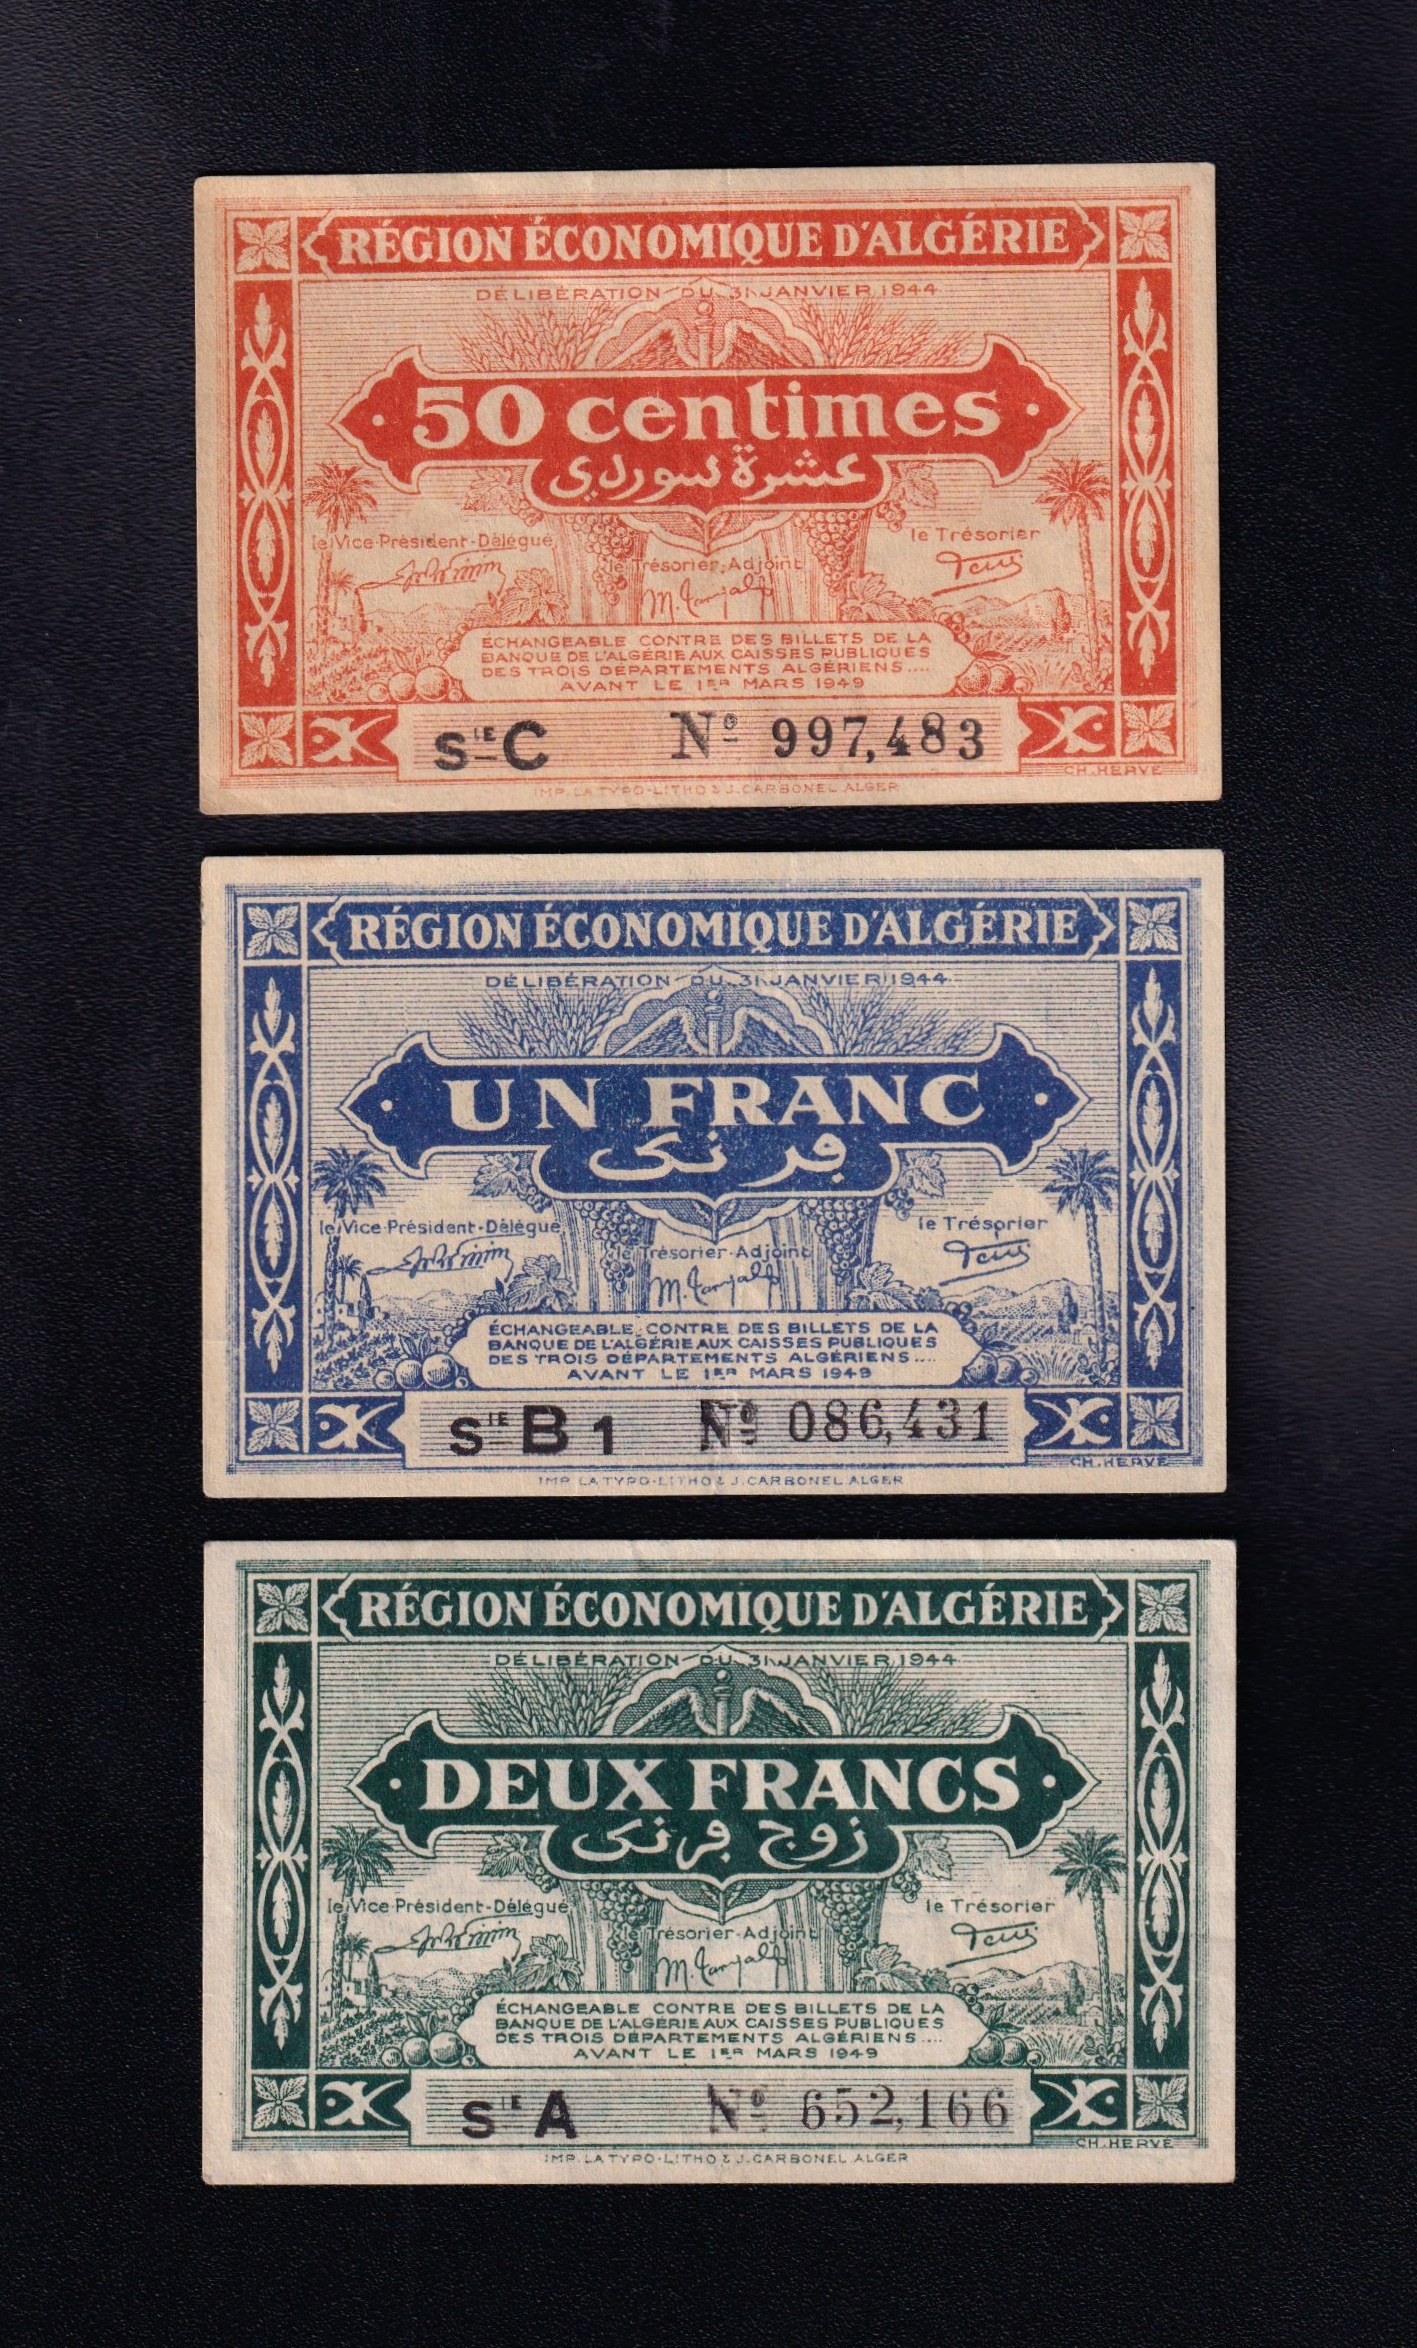 RÉGION ÉCONOMIQUE D'ALGÉRIE
DÉLIBÉRATION DU 31 JANVIER 1944
50 centimes
عشرة سوردي
le Vice-Président-Délégué
le Trésorier
le Trésorier-Adjoint
ÉCHANGEABLE CONTRE DES BILLETS DE LA
BANQUE DE L'ALGÉRIE AUX CAISSES PUBLIQUES
DES TROIS DÉPARTEMENTS ALGÉRIENS....
AVANT LE 1ER MARS 1949
SIE C No 997,483
CH. HERVÉ
IMP. LA TYPO-LITHO & J. CARBONEL ALGER
RÉGION ÉCONOMIQUE D'ALGÉRIE
DÉLIBÉRATION DU 31 JANVIER 1944
UN FRANC
فرنكى
le Vice-Président-Délégué
le Trésorier
le Trésorier-Adjoint
ÉCHANGEABLE CONTRE DES BILLETS DE LA
BANQUE DE L'ALGÉRIE AUX CAISSES PUBLIQUES
DES TROIS DÉPARTEMENTS ALGÉRIENS....
AVANT LE 1ER MARS 1949
SIE B 1 No 086,431
CH. HERVÉ
IMP. LA TYPO-LITHO & J. CARBONEL ALGER
RÉGION ÉCONOMIQUE D'ALGÉRIE
DÉLIBÉRATION DU 31 JANVIER 1944
DEUX FRANCS
زوج فرنكى
le Vice-Président-Délégué
le Trésorier
le Trésorier-Adjoint
ÉCHANGEABLE CONTRE DES BILLETS DE LA
BANQUE DE L'ALGÉRIE AUX CAISSES PUBLIQUES
DES TROIS DÉPARTEMENTS ALGÉRIENS....
AVANT LE 1ER MARS 1949
SIE A No 652,166
CH. HERVÉ
IMP. LA TYPO-LITHO & J. CARBONEL ALGER